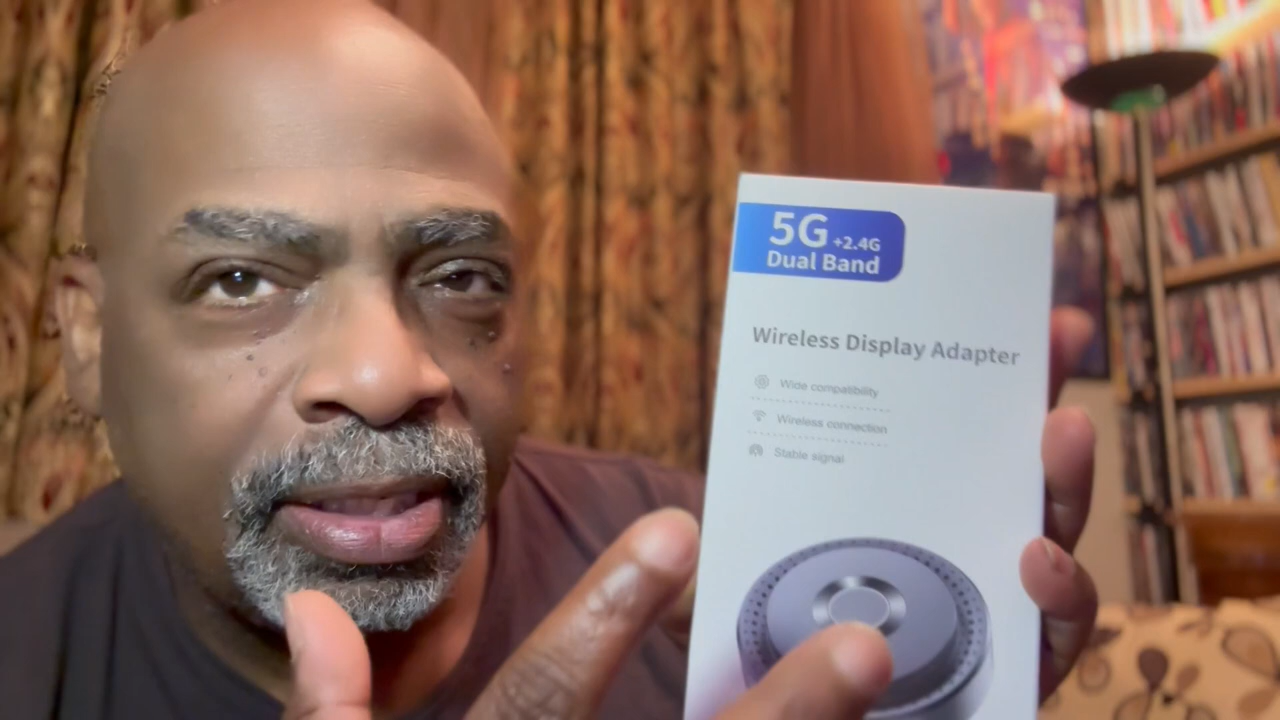 5G +2.4G
Dual Band
Wireless Display Adapter
Wide compatibility
Wireless connection
Stable signal